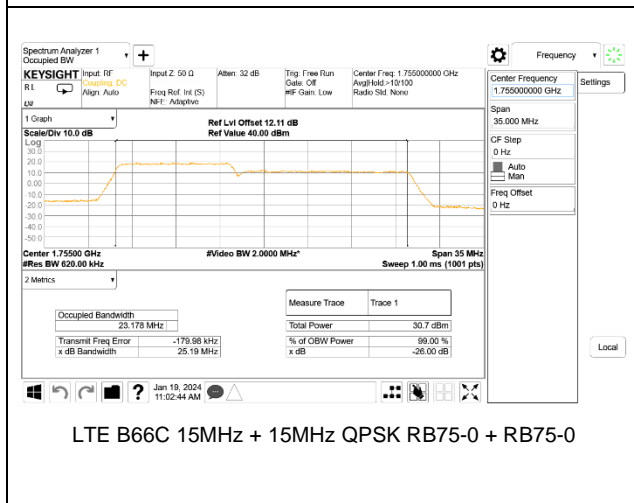 Spectrum Analyzer 1
Occupied BW
Frequency
KEYSIGHT
R L
Input: RF
Coupling: DC
Align: Auto
Input Z: 50 Ω
Freq Ref: Int (S)
NFE: Adaptive
Atten: 32 dB
Trig: Free Run
Gate: Off
#IF Gain: Low
Center Freq: 1.755000000 GHz
Avg|Hold:>10/100
Radio Std: None
Center Frequency
1.755000000 GHz
Settings
Span
35.000 MHz
CF Step
0 Hz
Auto
Man
Freq Offset
0 Hz
Local
1 Graph
Scale/Div 10.0 dB
Ref Lvl Offset 12.11 dB
Ref Value 40.00 dBm
Log
30.0
20.0
10.0
0.00
-10.0
-20.0
-30.0
-40.0
-50.0
Center 1.75500 GHz
#Video BW 2.0000 MHz*
Span 35 MHz
#Res BW 620.00 kHz
Sweep 1.00 ms (1001 pts)
2 Metrics
Measure Trace
Trace 1
Occupied Bandwidth
23.178 MHz
Total Power
30.7 dBm
Transmit Freq Error
-179.98 kHz
% of OBW Power
99.00 %
x dB Bandwidth
25.19 MHz
x dB
-26.00 dB
?
Jan 19, 2024
11:02:44 AM
LTE B66C 15MHz + 15MHz QPSK RB75-0 + RB75-0